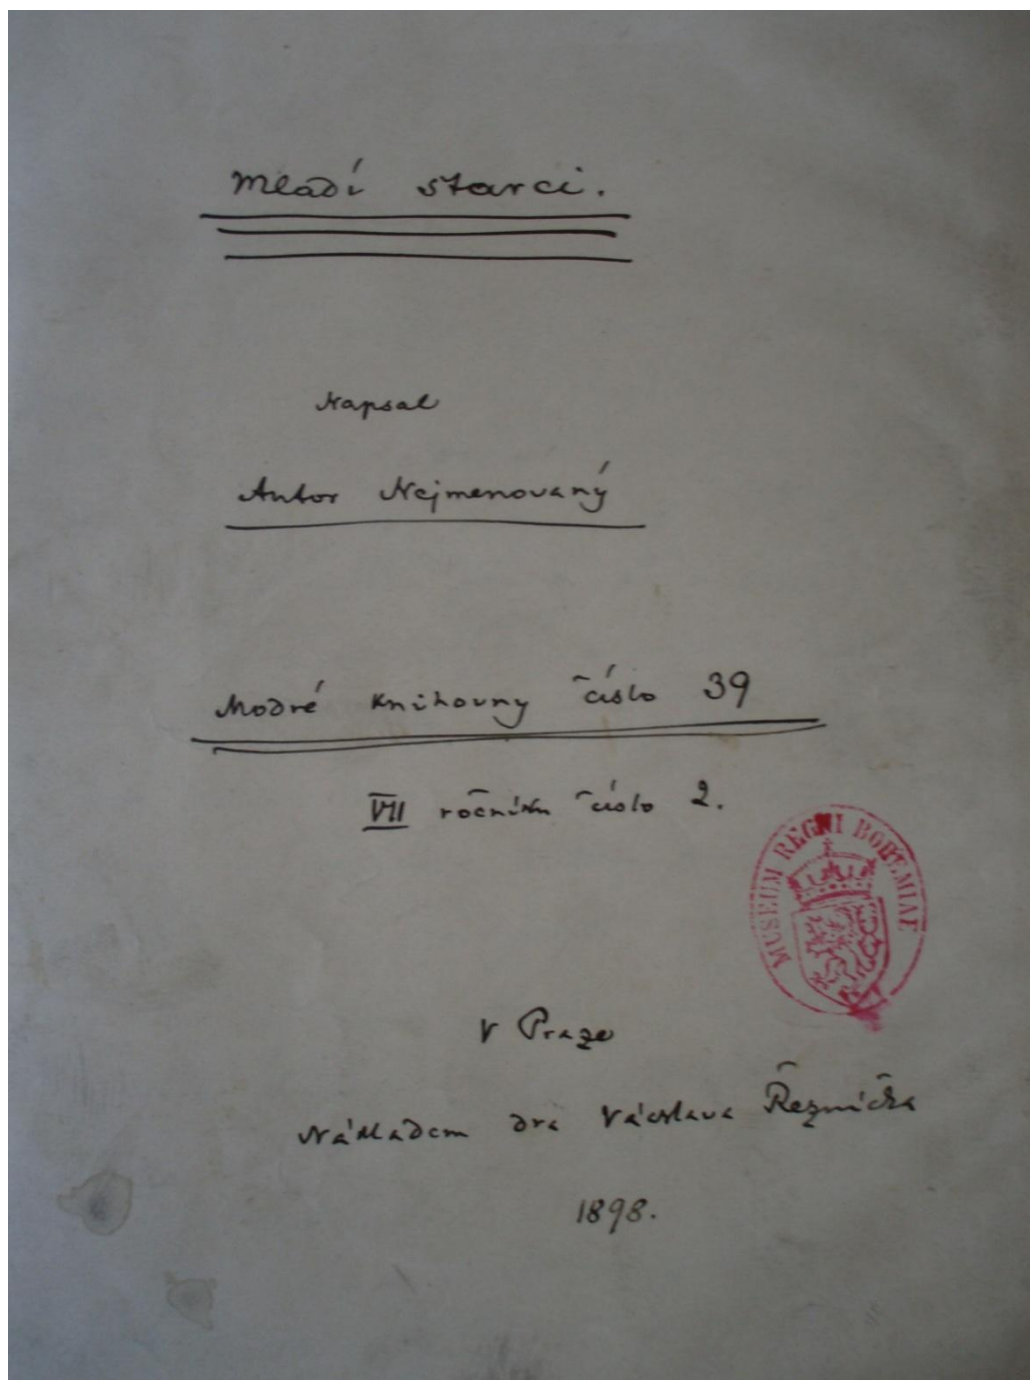 Mladí starci.
Napsal
Autor Nejmenovaný
Modré knihovny číslo 39
VII ročníku číslo 2.
MUSEUM REGNI BOHEMIAE
V Praze
Nákladem dra Václava Řezníčka
1898.